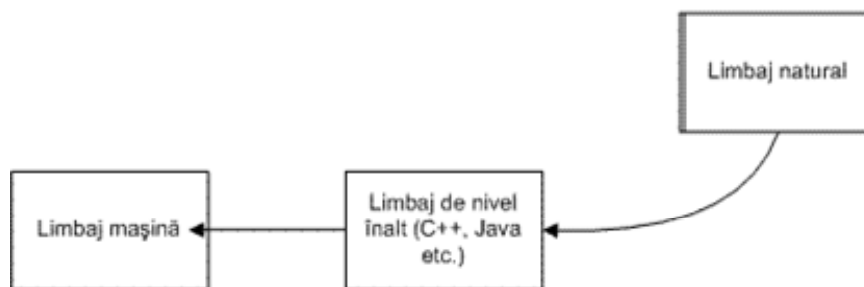 Limbaj natural
Limbaj de nivel
înalt (C++, Java
etc.)
Limbaj maşină